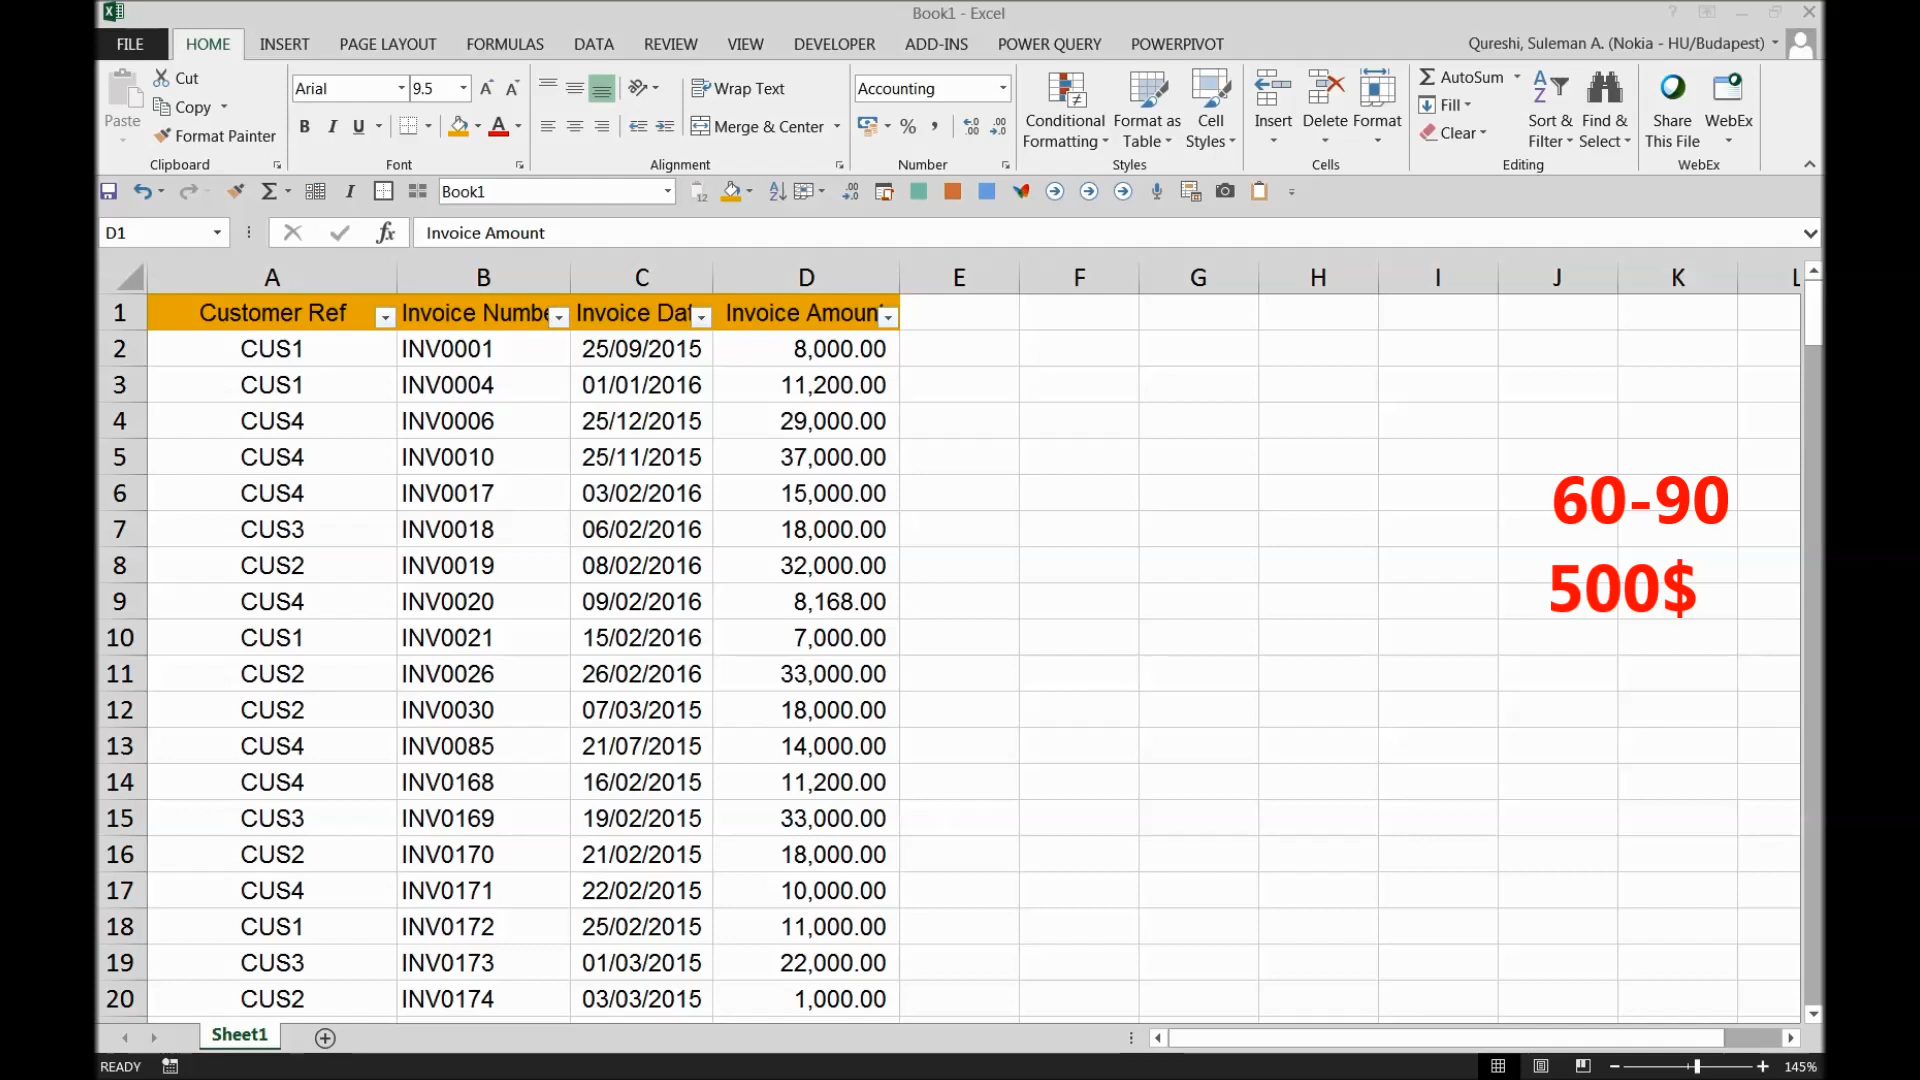 Book1 - Excel
FILE HOME INSERT PAGE LAYOUT FORMULAS DATA REVIEW VIEW DEVELOPER ADD-INS POWER QUERY POWERPIVOT Qureshi, Suleman A. (Nokia - HU/Budapest)
Cut
Copy
Format Painter
Paste
Clipboard
Arial 9.5
B I U A
Font
Wrap Text
Merge & Center
Alignment
Accounting
% ,
Number
Conditional Formatting
Format as Table
Cell Styles
Styles
Insert Delete Format
Cells
AutoSum
Fill
Clear
Sort & Filter
Find & Select
Editing
Share This File
WebEx
WebEx
Book1
D1 fx Invoice Amount
A B C D E F G H I J K L
1 Customer Ref Invoice Numbe Invoice Dat Invoice Amoun
2 CUS1 INV0001 25/09/2015 8,000.00
3 CUS1 INV0004 01/01/2016 11,200.00
4 CUS4 INV0006 25/12/2015 29,000.00
5 CUS4 INV0010 25/11/2015 37,000.00
6 CUS4 INV0017 03/02/2016 15,000.00
7 CUS3 INV0018 06/02/2016 18,000.00
8 CUS2 INV0019 08/02/2016 32,000.00
9 CUS4 INV0020 09/02/2016 8,168.00
10 CUS1 INV0021 15/02/2016 7,000.00
11 CUS2 INV0026 26/02/2016 33,000.00
12 CUS2 INV0030 07/03/2015 18,000.00
13 CUS4 INV0085 21/07/2015 14,000.00
14 CUS4 INV0168 16/02/2015 11,200.00
15 CUS3 INV0169 19/02/2015 33,000.00
16 CUS2 INV0170 21/02/2015 18,000.00
17 CUS4 INV0171 22/02/2015 10,000.00
18 CUS1 INV0172 25/02/2015 11,000.00
19 CUS3 INV0173 01/03/2015 22,000.00
20 CUS2 INV0174 03/03/2015 1,000.00
60-90
500$
Sheet1
READY 145%